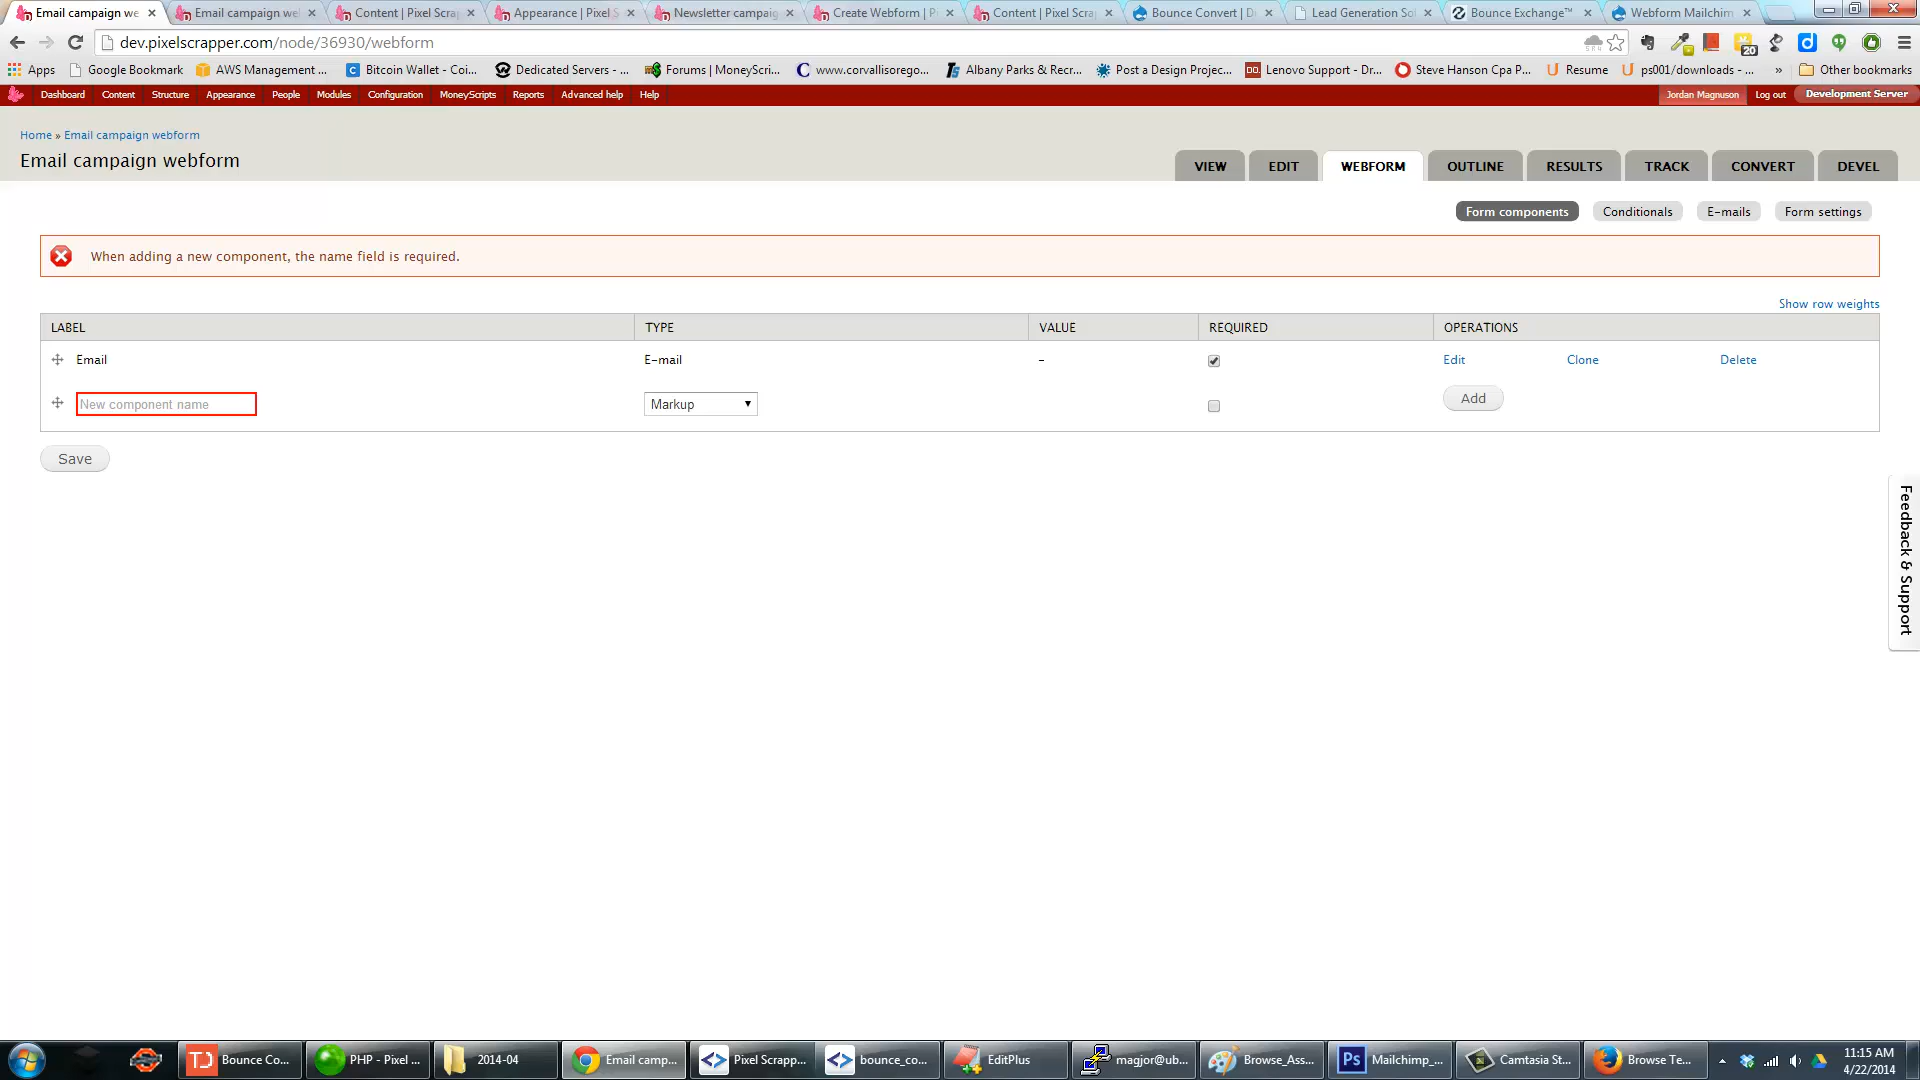 Email campaign we
Email campaign we
Content | Pixel Scra
Appearance | Pixel S
Newsletter campaig
Create Webform | P
Content | Pixel Scra
Bounce Convert | D
Lead Generation Sol
Bounce Exchange™
Webform Mailchim
dev.pixelscrapper.com/node/36930/webform
20
Apps
Google Bookmark
AWS Management ...
Bitcoin Wallet - Coi...
Dedicated Servers - ...
Forums | MoneyScri...
www.corvallisorego...
Albany Parks & Recr...
Post a Design Projec...
Lenovo Support - Dr...
Steve Hanson Cpa P...
Resume
ps001/downloads - ...
»
Other bookmarks
Dashboard Content Structure Appearance People Modules Configuration MoneyScripts Reports Advanced help Help
Jordan Magnuson Log out Development Server
Home » Email campaign webform
Email campaign webform
VIEW EDIT WEBFORM OUTLINE RESULTS TRACK CONVERT DEVEL
Form components Conditionals E-mails Form settings
When adding a new component, the name field is required.
Show row weights
LABEL TYPE VALUE REQUIRED OPERATIONS
Email E-mail - Edit Clone Delete
New component name Markup Add
Save
Feedback & Support
Bounce Co...
PHP - Pixel ...
2014-04
Email camp...
Pixel Scrapp...
bounce_co...
EditPlus
magjor@ub...
Browse_Ass...
Mailchimp_...
Camtasia St...
Browse Te...
11:15 AM
4/22/2014